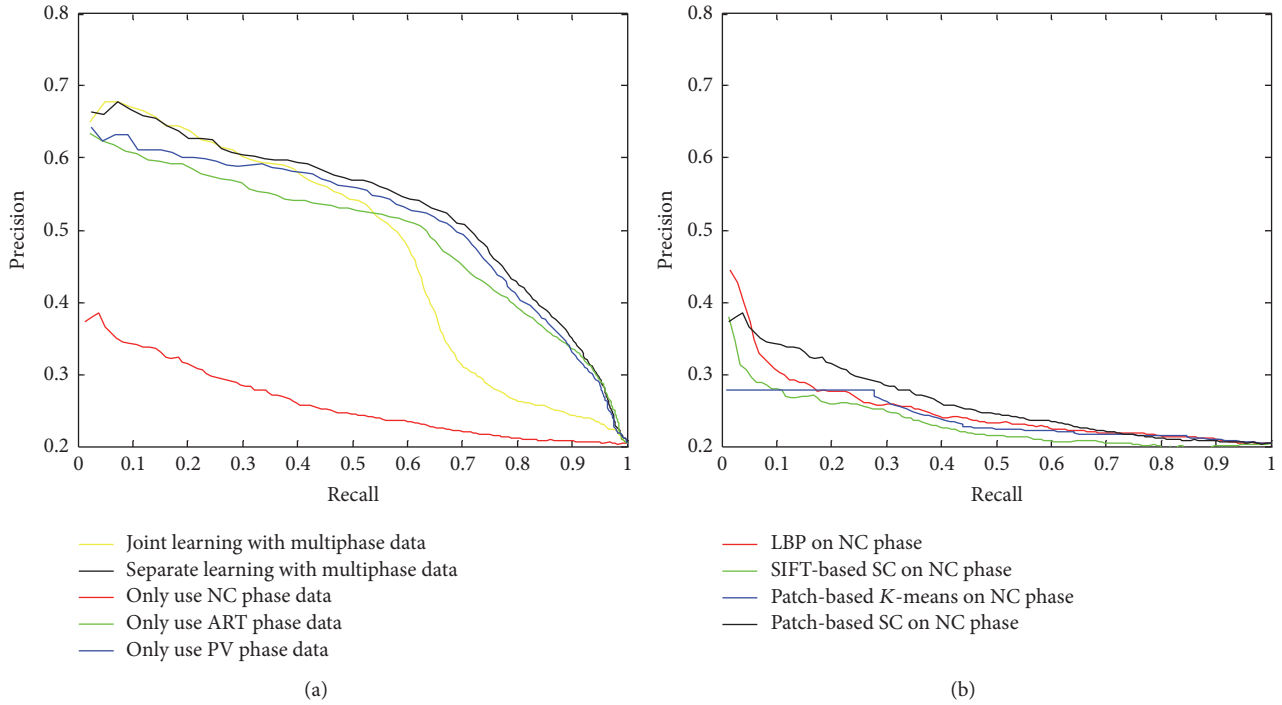 0.8
0.7
0.6
0.5
0.4
0.3
0.2
Precision
0 0.1 0.2 0.3 0.4 0.5 0.6 0.7 0.8 0.9 1
Recall
Joint learning with multiphase data
Separate learning with multiphase data
Only use NC phase data
Only use ART phase data
Only use PV phase data
(a)
0.8
0.7
0.6
0.5
0.4
0.3
0.2
Precision
0 0.1 0.2 0.3 0.4 0.5 0.6 0.7 0.8 0.9 1
Recall
LBP on NC phase
SIFT-based SC on NC phase
Patch-based K-means on NC phase
Patch-based SC on NC phase
(b)